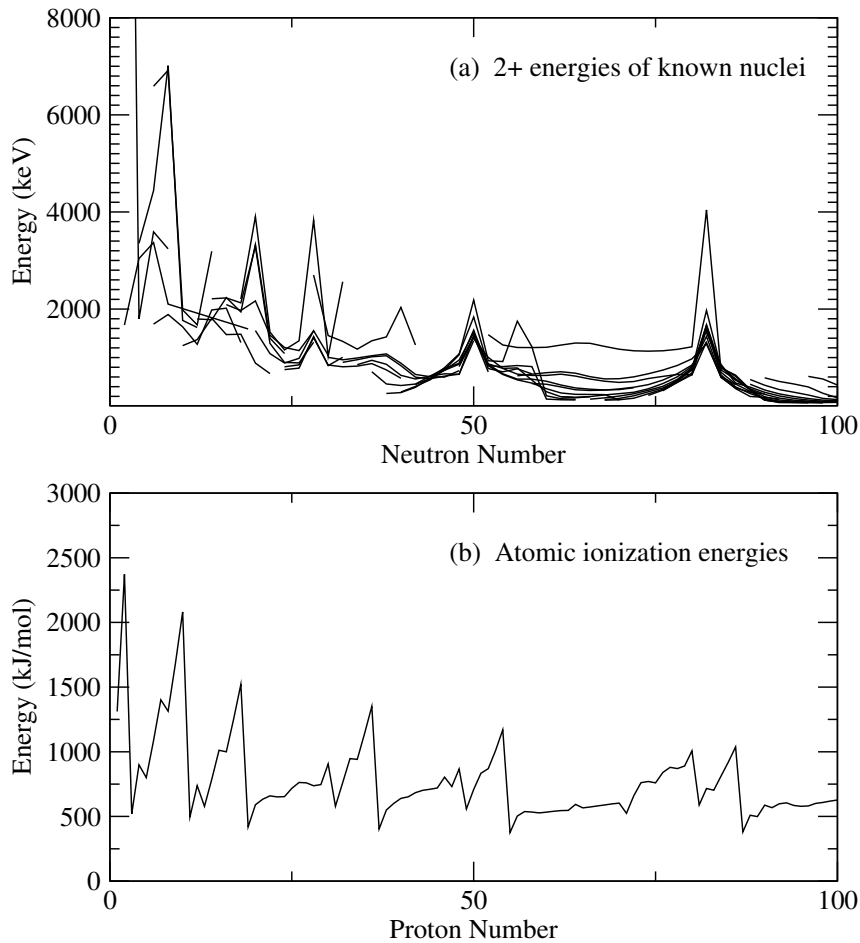 8000
6000
4000
2000
Energy (keV)
(a) 2+ energies of known nuclei
0
50
100
Neutron Number
3000
2500
2000
1500
1000
500
0
Energy (kJ/mol)
(b) Atomic ionization energies
0
50
100
Proton Number